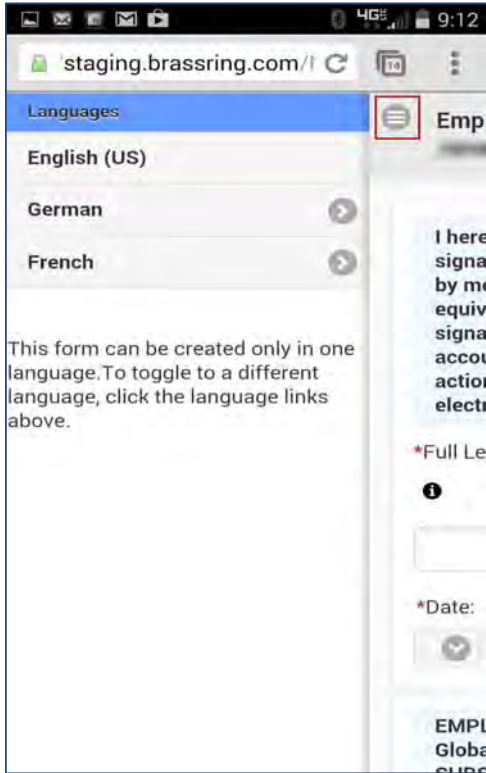 4G 9:12
staging.brassring.com/
14
Languages
English (US)
German
French
This form can be created only in one
language.To toggle to a different
language, click the language links
above.
Emp
I here
signa
by me
equiv
signa
accou
action
electr
*Full Le
*Date:
EMPL
Globa
SUBS